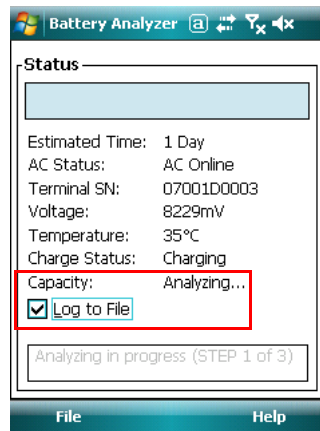 Battery Analyzer a
Status
Estimated Time: 1 Day
AC Status: AC Online
Terminal SN: 07001D0003
Voltage: 8229mV
Temperature: 35°C
Charge Status: Charging
Capacity: Analyzing...
Log to File
Analyzing in progress (STEP 1 of 3)
File Help